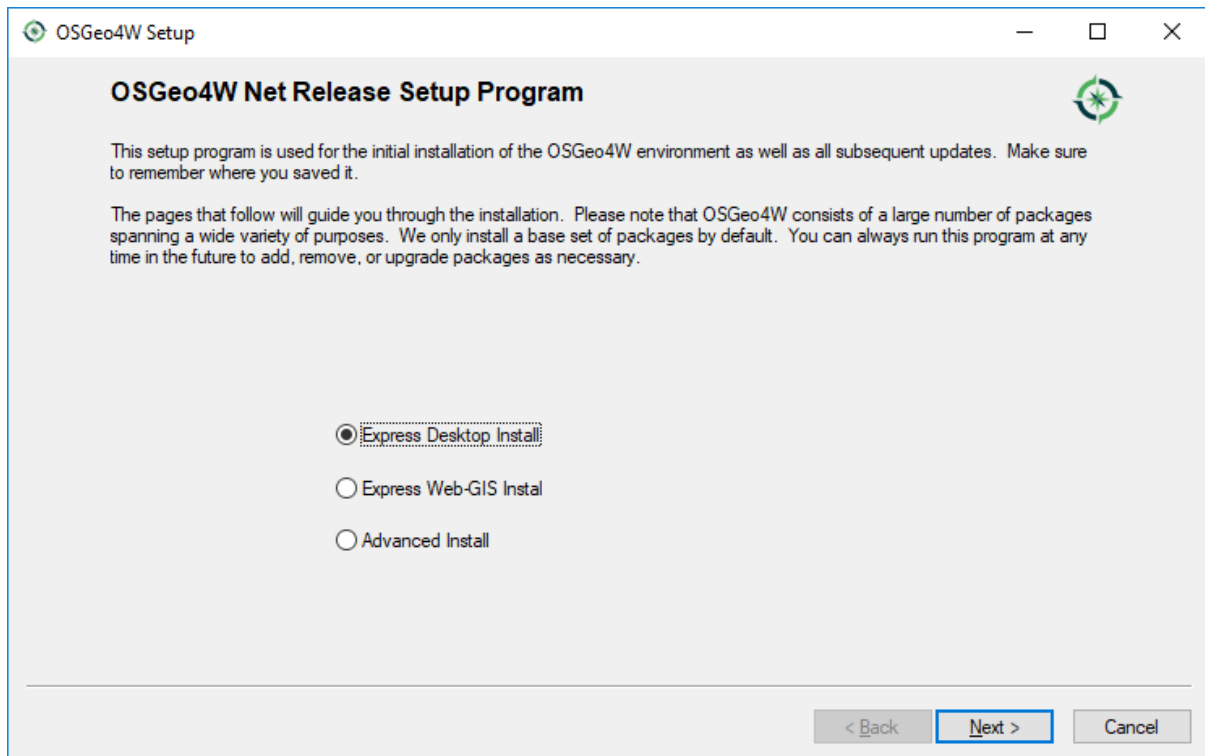 OSGeo4W Setup
OSGeo4W Net Release Setup Program
This setup program is used for the initial installation of the OSGeo4W environment as well as all subsequent updates.  Make sure
to remember where you saved it.
The pages that follow will guide you through the installation.  Please note that OSGeo4W consists of a large number of packages
spanning a wide variety of purposes.  We only install a base set of packages by default.  You can always run this program at any
time in the future to add, remove, or upgrade packages as necessary.
Express Desktop Install
Express Web-GIS Instal
Advanced Install
< Back Next > Cancel